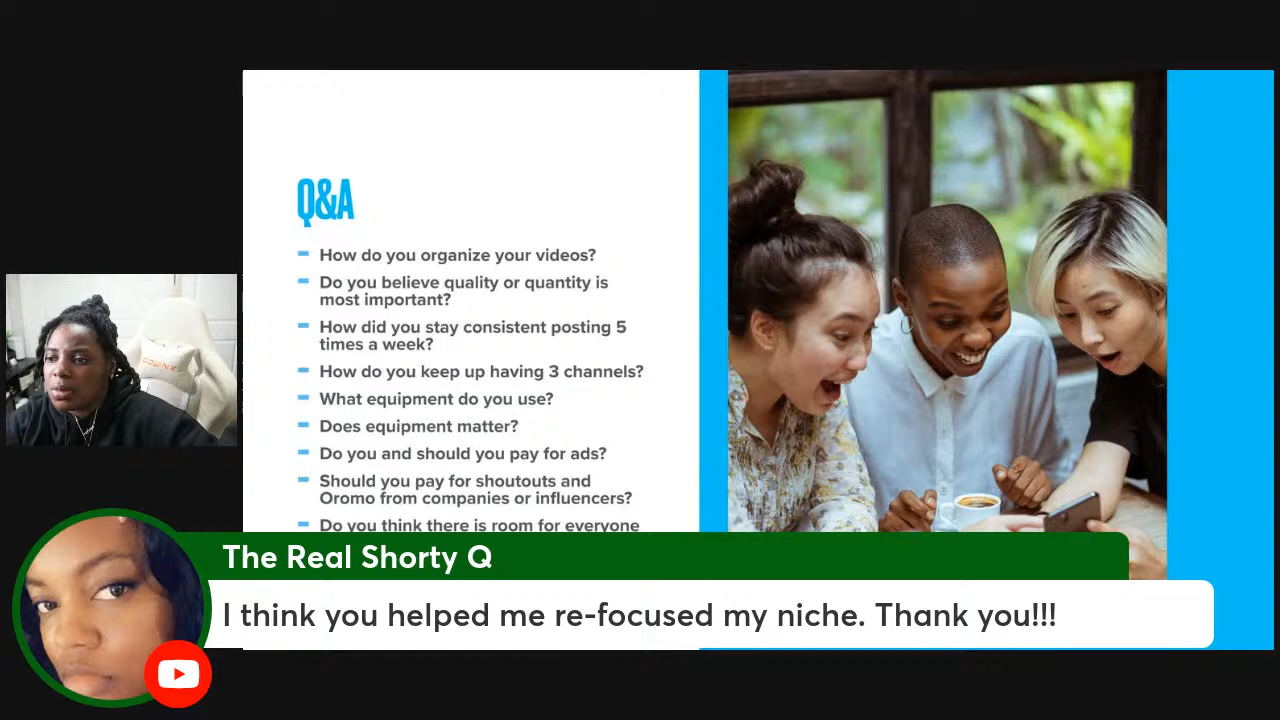 Q&A
How do you organize your videos?
Do you believe quality or quantity is
most important?
How did you stay consistent posting 5
times a week?
How do you keep up having 3 channels?
What equipment do you use?
Does equipment matter?
Do you and should you pay for ads?
Should you pay for shoutouts and
Oromo from companies or influencers?
Do you think there is room for everyone
The Real Shorty Q
I think you helped me re-focused my niche. Thank you!!!